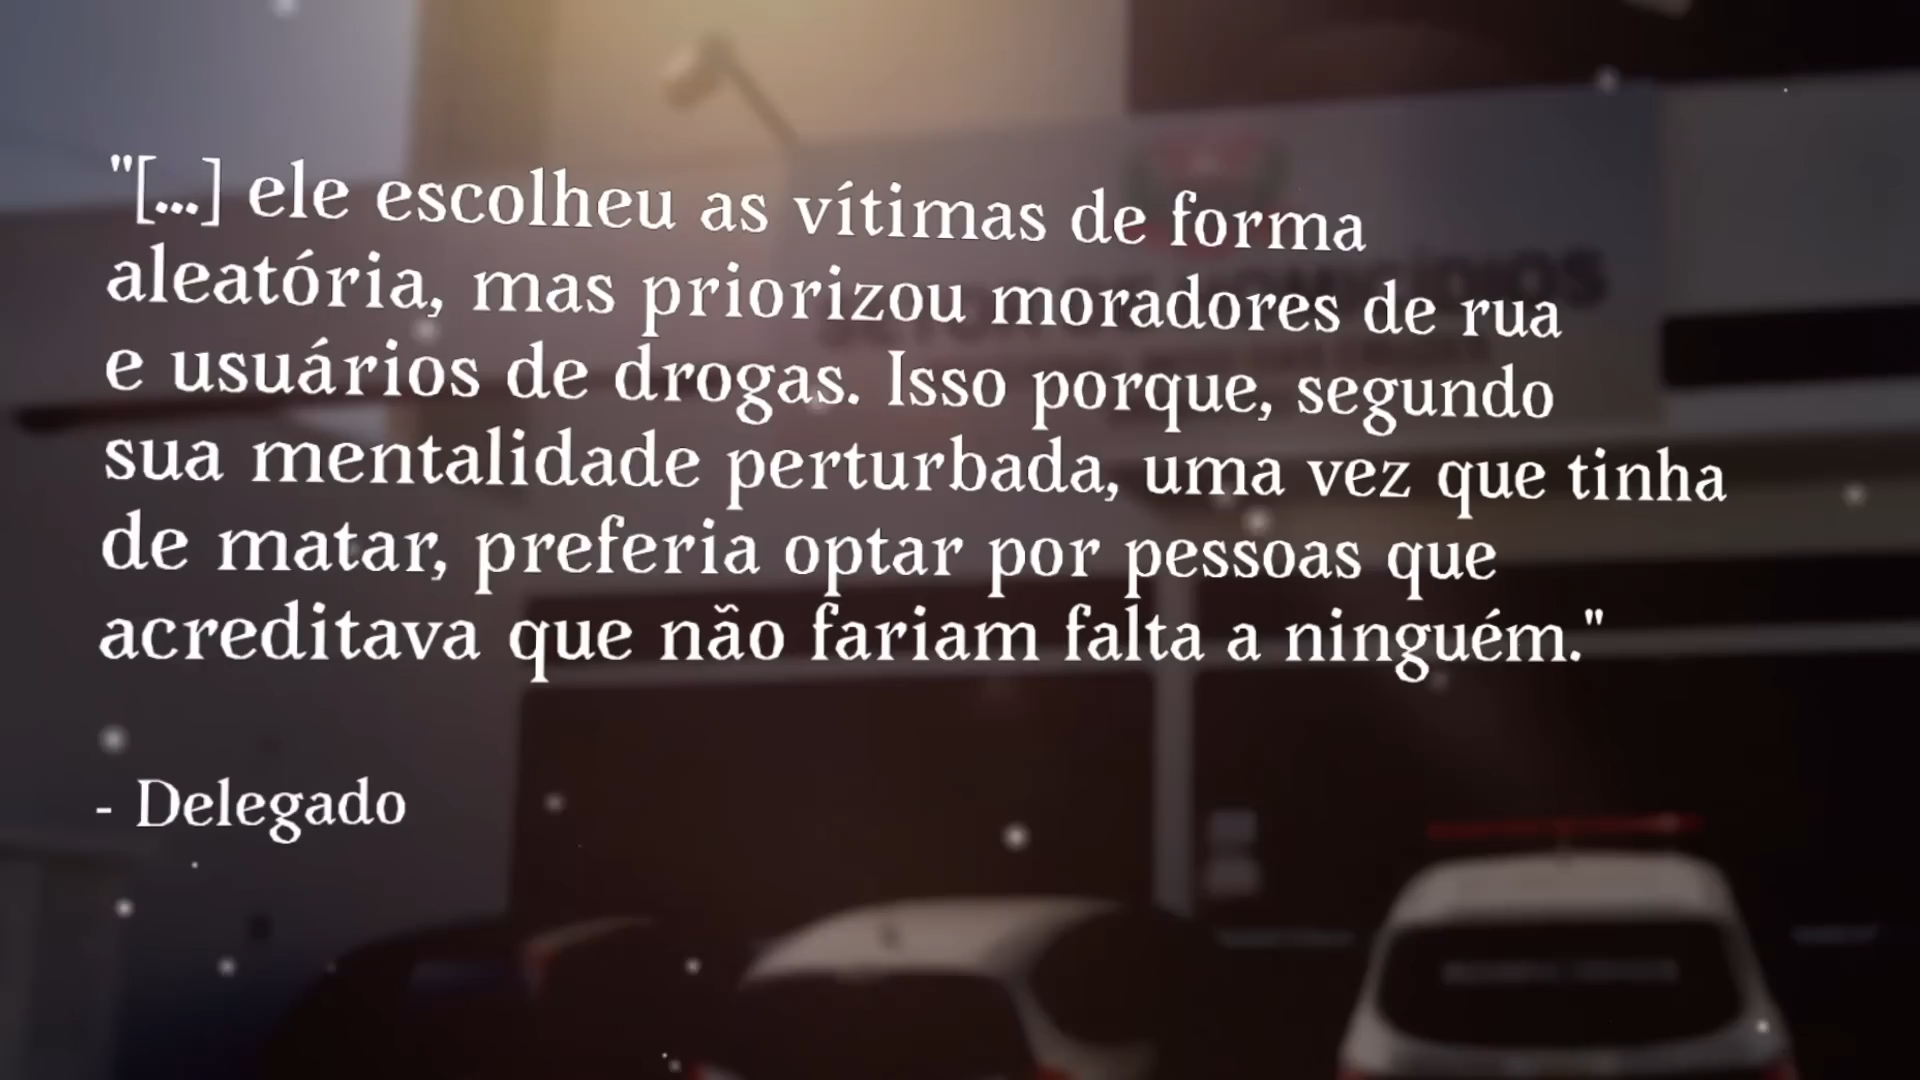 "[...] ele escolheu as vítimas de forma
aleatória, mas priorizou moradores de rua
e usuários de drogas. Isso porque, segundo
sua mentalidade perturbada, uma vez que tinha
de matar, preferia optar por pessoas que
acreditava que não fariam falta a ninguém."
- Delegado